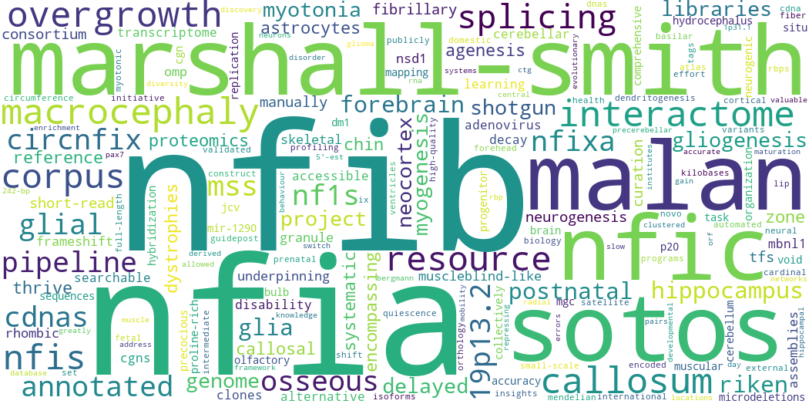 overgrowth
myotonia
fibrillary
splicing
libraries
cdna
fiber
discovery
dnas
consortium
transcriptome
astrocytes
neurons
glioma
publicly
domestic
cerebellar
comprehensive
hydrocephalus
basilar
1p31.1
situ
marshall-smith
myotonic
diversity
cgn
omp
replication
disorder
agenesis
mapping
nsd1
rna
systems
ctg
learning
central
evolutionary
tags
atlas
effort
neurogenic
rbps
circumference
initiative
manually
forebrain
shotgun
health
dendritogenesis
cortical
valuable
macrocephaly
enrichment
pax7
validated
profiling
dm1
adenovirus
interactome
precerebellar
variants
circnfix
proteomics
skeletal
5'-est
chin
decay
nfixa
gliogenesis
accurate
maturation
reference
construct
forehead
high-quality
neocortex
myogenesis
institutes
kilobases
gain
lip
corpus
short-read
242-bp
full-length
hybridization
nfib
mss
jcv
nf1s
accessible
ix
behaviour
ventricles
progenitor
rbp
malan
curation
organization
glial
dystrophies
mir-1290
project
neurogenesis
novo
clustered
task
automated
zone
frameshift
guidepost
granule
switch
brain
biology
slow
p20
orf
programs
mbnl1
neural
tfs
void
cardinal
networks
pipeline
derived
allowed
prenatal
bergmann
resource
nfic
searchable
underpinning
muscleblind-like
thrive
sequences
nfia
bulb
disability
knowledge
systematic
encompassing
quiescence
19p13.2
postnatal
hippocampus
radial
mgc
satellite
day
cdnas
greatly
rhombic
muscle
address
precocious
proline-rich
intermediate
glia
callosal
shift
orthology
mobility
collectively
repressing
errors
sotos
pairs
developmental
cerebellum
assemblies
hippocampal
nfis
cgns
fetal
olfactory
framework
small-scale
encoded
muscular
external
database
set
genome
osseous
accuracy
callosum
riken
annotated
clones
alternative
isoforms
delayed
insights
mendelian
international
locations
microdeletions